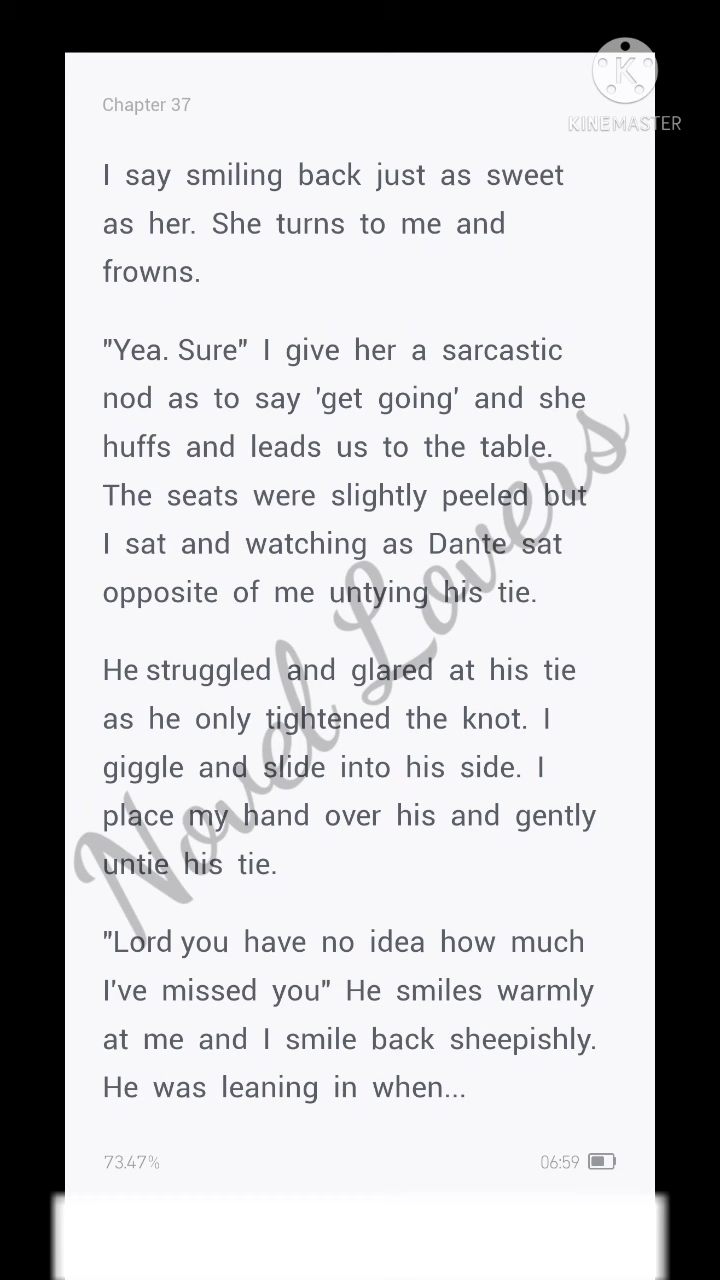 KINEMASTER
Chapter 37
I say smiling back just as sweet
as her. She turns to me and
frowns.
"Yea. Sure" I give her a sarcastic
nod as to say 'get going' and she
huffs and leads us to the table.
The seats were slightly peeled but
I sat and watching as Dante sat
opposite of me untying his tie.
He struggled and glared at his tie
as he only tightened the knot. I
giggle and slide into his side. I
place my hand over his and gently
untie his tie.
"Lord you have no idea how much
I've missed you" He smiles warmly
at me and I smile back sheepishly.
He was leaning in when...
Novel Lovers
73.47%
06:59